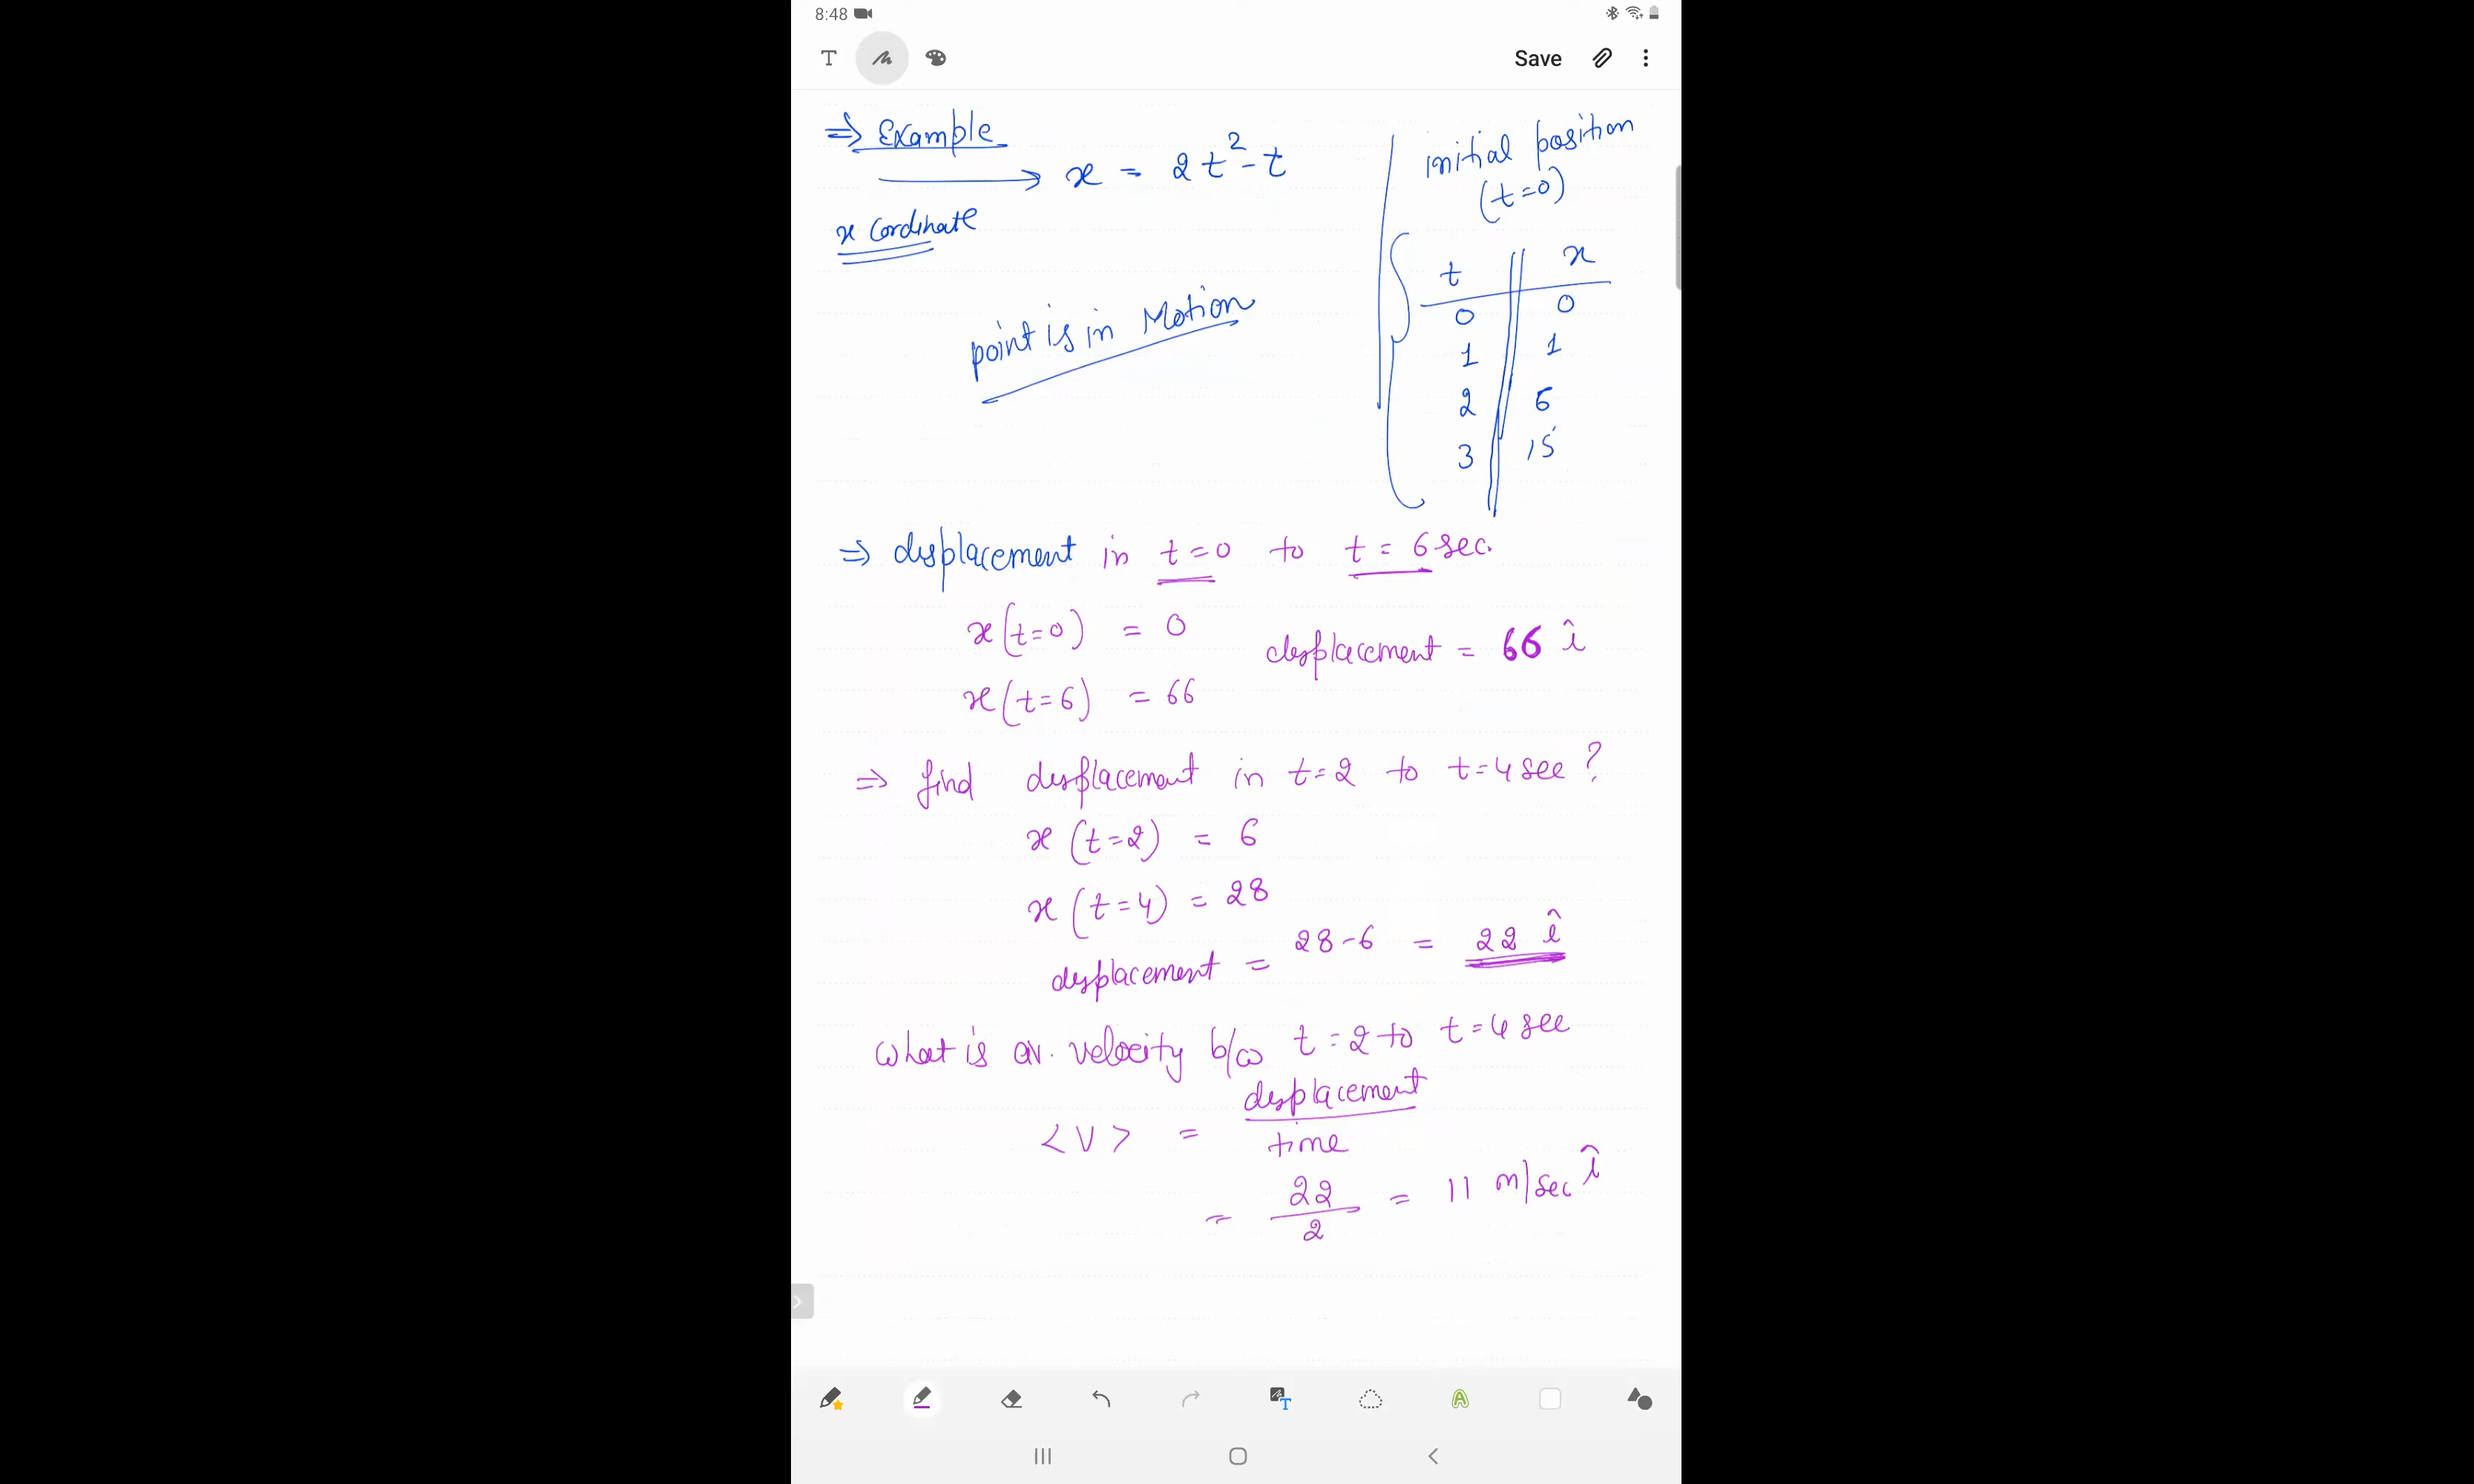 8:48
T
Save
⇒ Example
x = 2t² - t
x Cordinate
point is in Motion
initial position
(t=0)
t x
0 0
1 1
2 6
3 15
⇒ displacement in t=0 to t=6 sec.
x(t=0) = 0
displacement = 66 î
x(t=6) = 66
⇒ find displacement in t=2 to t=4 sec?
x(t=2) = 6
x(t=4) = 28
displacement = 28-6 = 22 î
What is av. velocity b/w t=2 to t=4 sec
<V> = displacement
time
= 22 = 11 m/sec î
2
T
A